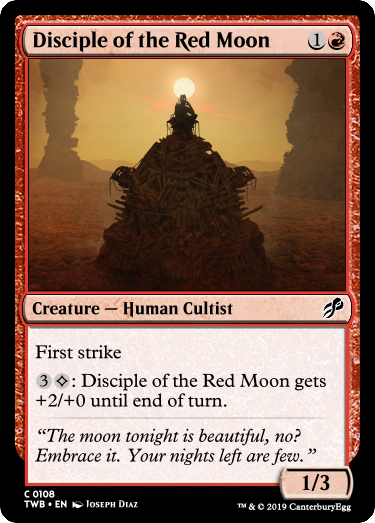 Disciple of the Red Moon 1
Creature — Human Cultist
First strike
3: Disciple of the Red Moon gets
+2/+0 until end of turn.
“The moon tonight is beautiful, no?
Embrace it. Your nights left are few.”
1/3
C 0108
TWB • EN Joseph Diaz
™ & © 2019 CanterburyEgg